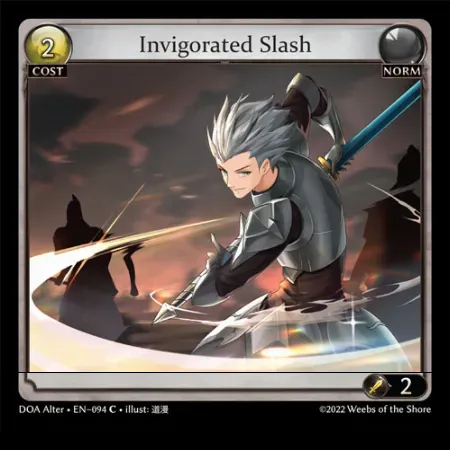 2
Invigorated Slash
COST
NORM
2
DOA Alter • EN-094 C • illust: 道漫
©2022 Weebs of the Shore